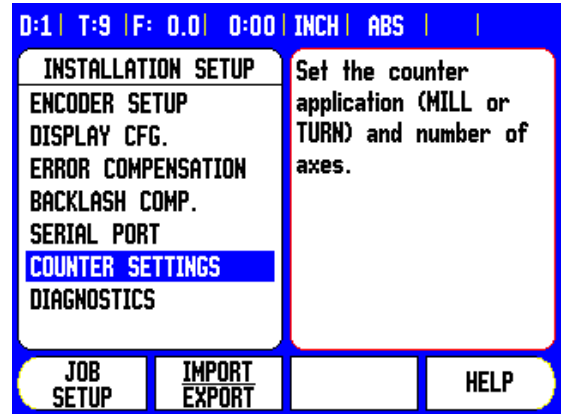 D:1| T:9 |F: 0.0| 0:00| INCH| ABS | |
INSTALLATION SETUP
ENCODER SETUP
DISPLAY CFG.
ERROR COMPENSATION
BACKLASH COMP.
SERIAL PORT
COUNTER SETTINGS
DIAGNOSTICS
Set the counter
application (MILL or
TURN) and number of
axes.
JOB
SETUP
IMPORT
EXPORT
HELP